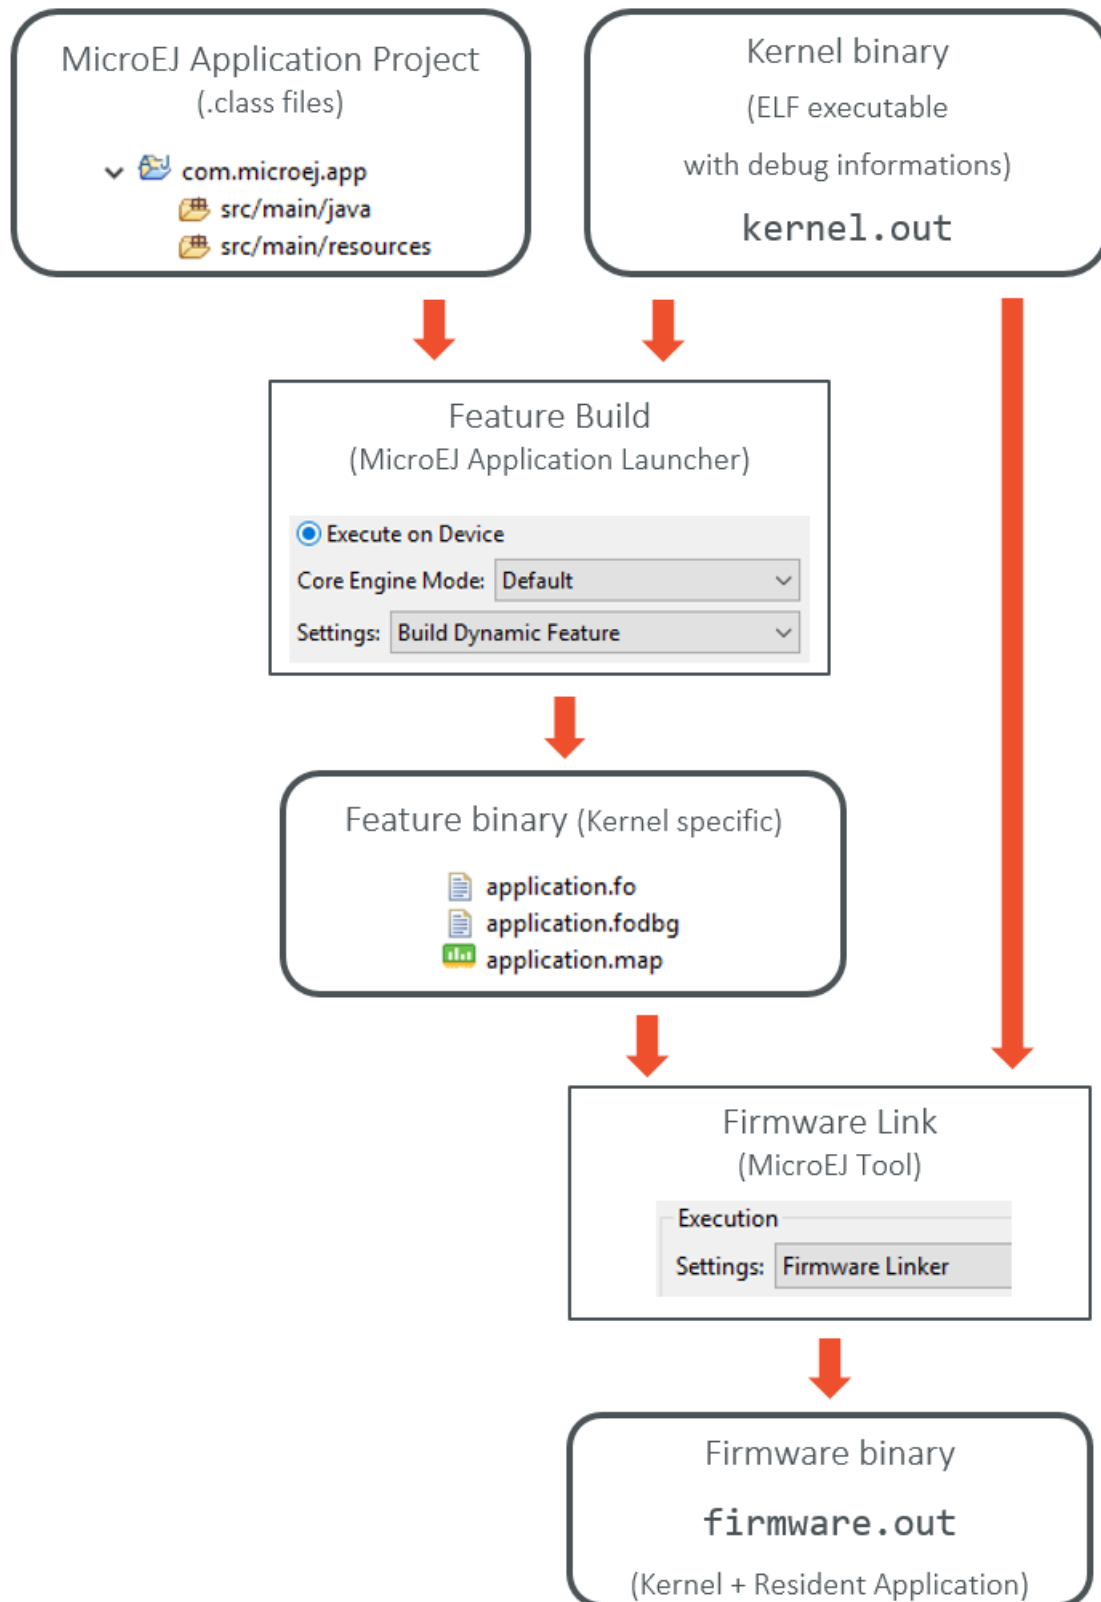 MicroEJ Application Project
(.class files)
com.microej.app
src/main/java
src/main/resources
Kernel binary
(ELF executable
with debug informations)
kernel.out
Feature Build
(MicroEJ Application Launcher)
Execute on Device
Core Engine Mode: Default
Settings: Build Dynamic Feature
Feature binary (Kernel specific)
application.fo
application.fodbg
application.map
Firmware Link
(MicroEJ Tool)
Execution
Settings: Firmware Linker
Firmware binary
firmware.out
(Kernel + Resident Application)